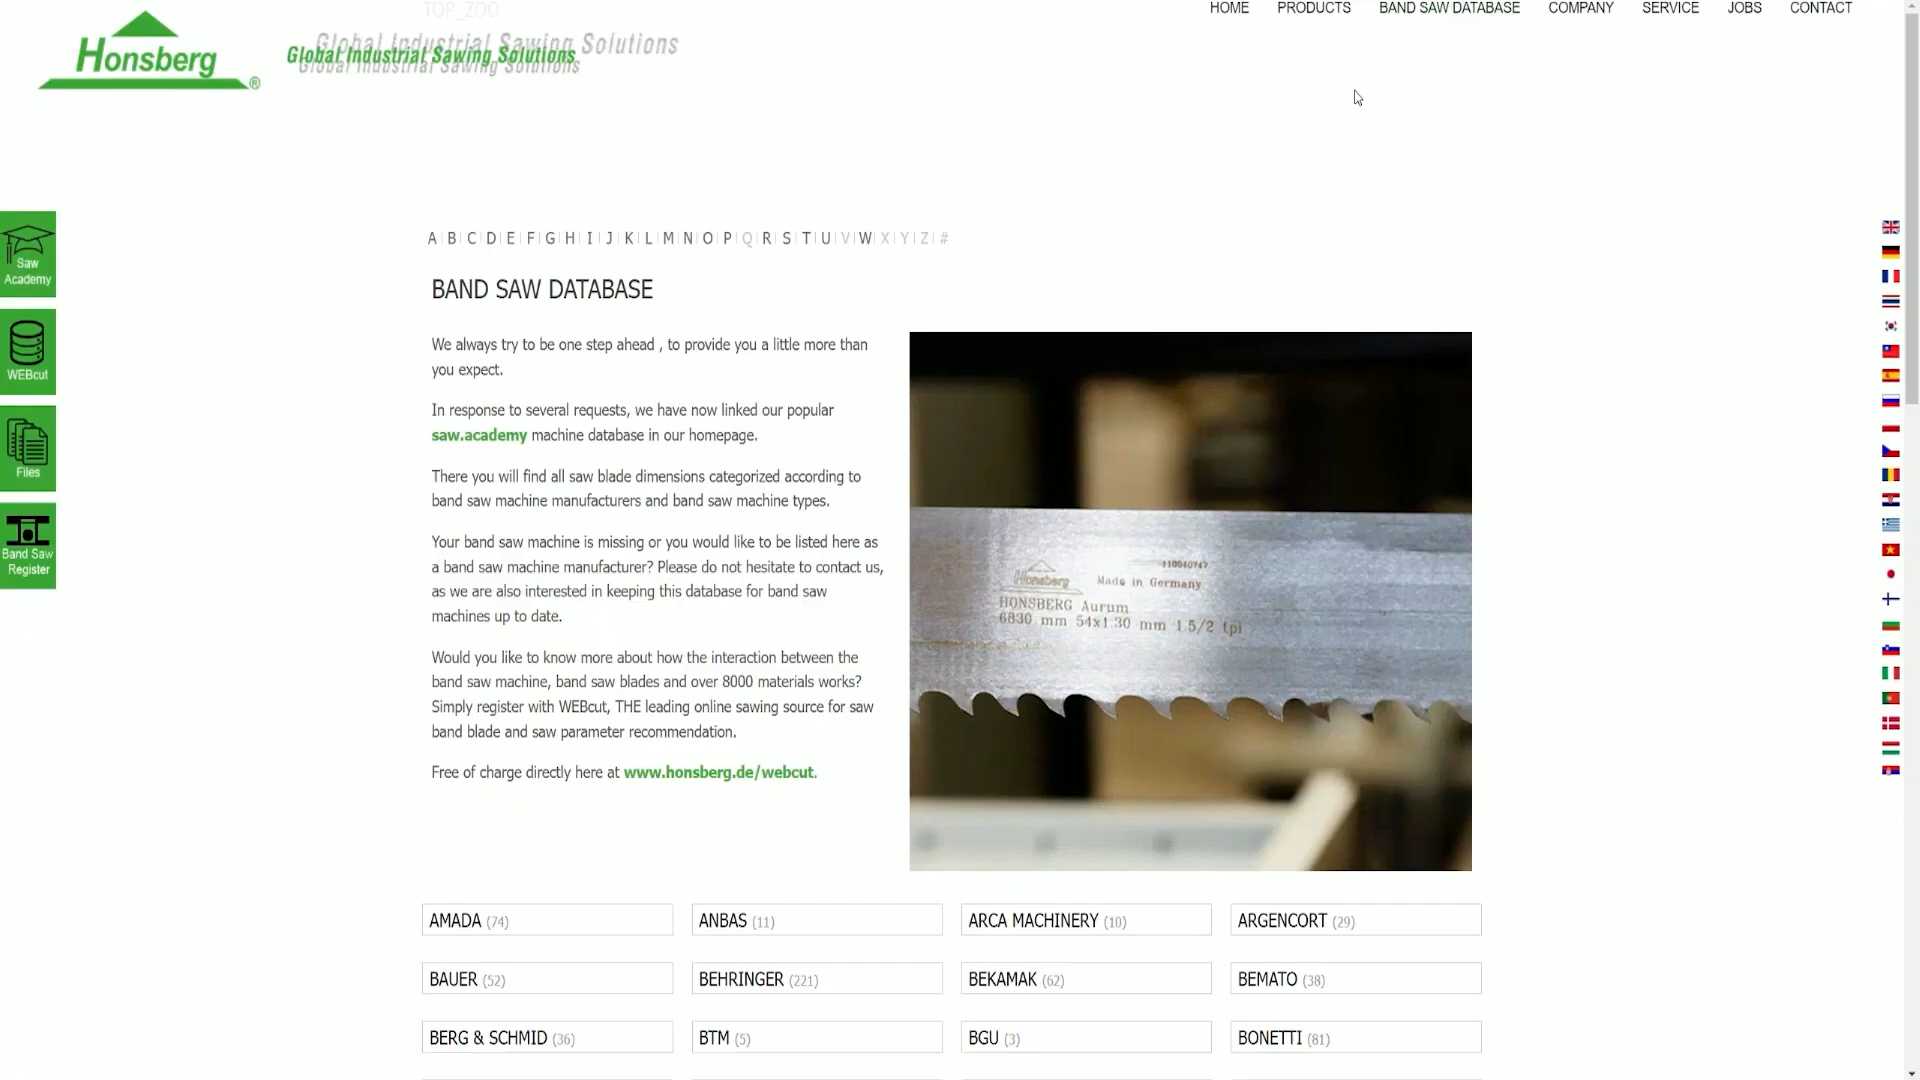 TOP_ZOO
HOME PRODUCTS BAND SAW DATABASE COMPANY SERVICE JOBS CONTACT
Honsberg®
Global Industrial Sawing Solutions
Global Industrial Sawing Solutions
Global Industrial Sawing Solutions
Saw
Academy
WEBcut
Files
Band Saw
Register
A B C D E F G H I J K L M N O P Q R S T U V W X Y Z #
BAND SAW DATABASE
We always try to be one step ahead , to provide you a little more than
you expect.
In response to several requests, we have now linked our popular
saw.academy machine database in our homepage.
There you will find all saw blade dimensions categorized according to
band saw machine manufacturers and band saw machine types.
Your band saw machine is missing or you would like to be listed here as
a band saw machine manufacturer? Please do not hesitate to contact us,
as we are also interested in keeping this database for band saw
machines up to date.
Would you like to know more about how the interaction between the
band saw machine, band saw blades and over 8000 materials works?
Simply register with WEBcut, THE leading online sawing source for saw
band blade and saw parameter recommendation.
Free of charge directly here at www.honsberg.de/webcut.
110040747
Honsberg Made in Germany
HONSBERG Aurum
6830 mm 54x1.30 mm 1.5/2 tpi
AMADA (74) ANBAS (11) ARCA MACHINERY (10) ARGENCORT (29)
BAUER (52) BEHRINGER (221) BEKAMAK (62) BEMATO (38)
BERG & SCHMID (36) BTM (5) BGU (3) BONETTI (81)